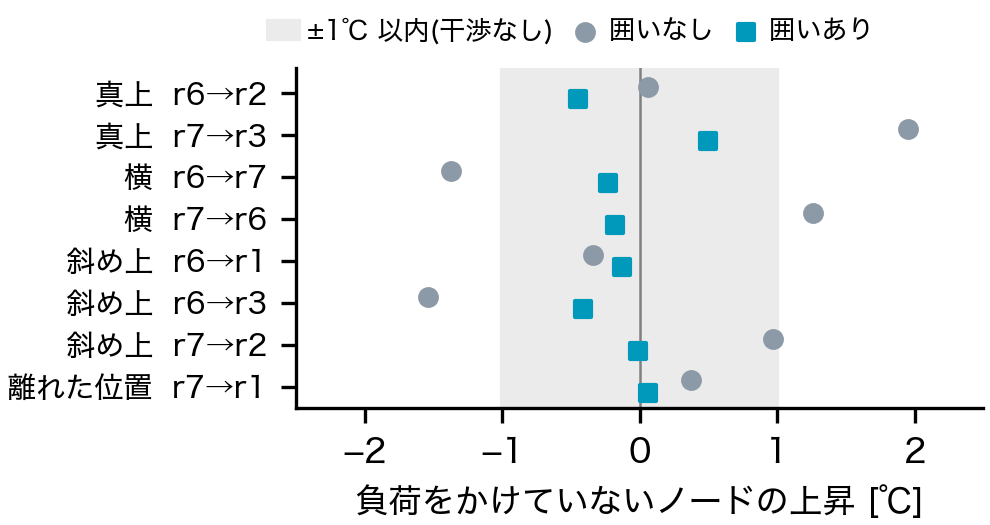 ±1℃ 以内(干渉なし) 囲いなし 囲いあり
真上 r6→r2
真上 r7→r3
横 r6→r7
横 r7→r6
斜め上 r6→r1
斜め上 r6→r3
斜め上 r7→r2
離れた位置 r7→r1
−2 −1 0 1 2
負荷をかけていないノードの上昇 [℃]